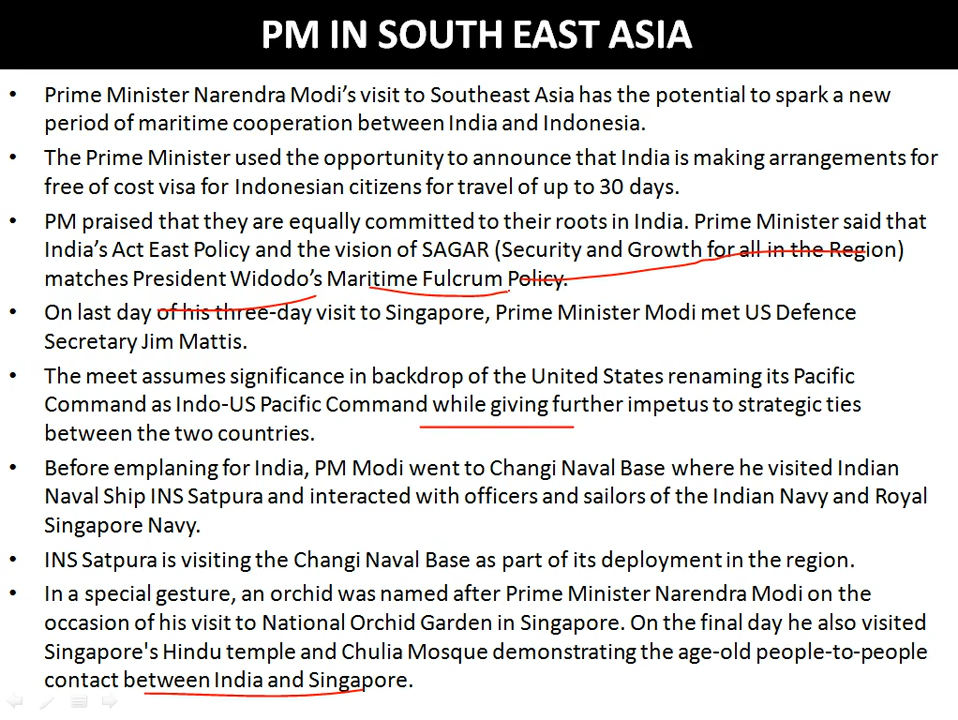 PM IN SOUTH EAST ASIA
• Prime Minister Narendra Modi's visit to Southeast Asia has the potential to spark a new
period of maritime cooperation between India and Indonesia.
• The Prime Minister used the opportunity to announce that India is making arrangements for
free of cost visa for Indonesian citizens for travel of up to 30 days.
• PM praised that they are equally committed to their roots in India. Prime Minister said that
India's Act East Policy and the vision of SAGAR (Security and Growth for all in the Region)
matches President Widodo's Maritime Fulcrum Policy.
• On last day of his three-day visit to Singapore, Prime Minister Modi met US Defence
Secretary Jim Mattis.
• The meet assumes significance in backdrop of the United States renaming its Pacific
Command as Indo-US Pacific Command while giving further impetus to strategic ties
between the two countries.
• Before emplaning for India, PM Modi went to Changi Naval Base where he visited Indian
Naval Ship INS Satpura and interacted with officers and sailors of the Indian Navy and Royal
Singapore Navy.
• INS Satpura is visiting the Changi Naval Base as part of its deployment in the region.
• In a special gesture, an orchid was named after Prime Minister Narendra Modi on the
occasion of his visit to National Orchid Garden in Singapore. On the final day he also visited
Singapore's Hindu temple and Chulia Mosque demonstrating the age-old people-to-people
contact between India and Singapore.